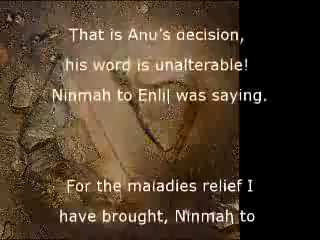 That is Anu's decision,
his word is unalterable!
Ninmah to Enlil was saying.
For the maladies relief I
have brought, Ninmah to